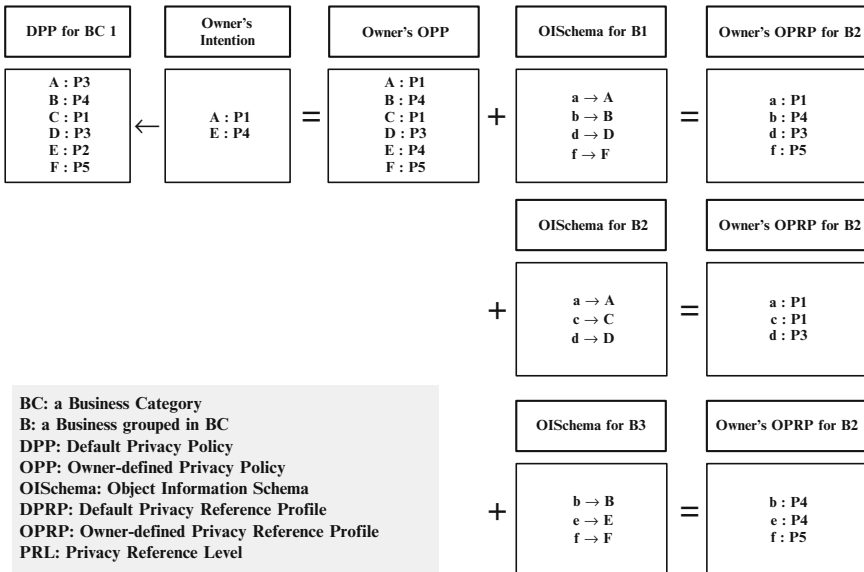 DPP for BC 1
Owner's
Intention
Owner's OPP
OISchema for B1
Owner's OPRP for B2
A : P3
B : P4
C : P1
D : P3
E : P2
F : P5
←
A : P1
E : P4
=
A : P1
B : P4
C : P1
D : P3
E : P4
F : P5
+
a → A
b → B
d → D
f → F
=
a : P1
b : P4
d : P3
f : P5
OISchema for B2
Owner's OPRP for B2
+
a → A
c → C
d → D
=
a : P1
c : P1
d : P3
OISchema for B3
Owner's OPRP for B2
+
b → B
e → E
f → F
=
b : P4
e : P4
f : P5
BC: a Business Category
B: a Business grouped in BC
DPP: Default Privacy Policy
OPP: Owner-defined Privacy Policy
OISchema: Object Information Schema
DPRP: Default Privacy Reference Profile
OPRP: Owner-defined Privacy Reference Profile
PRL: Privacy Reference Level